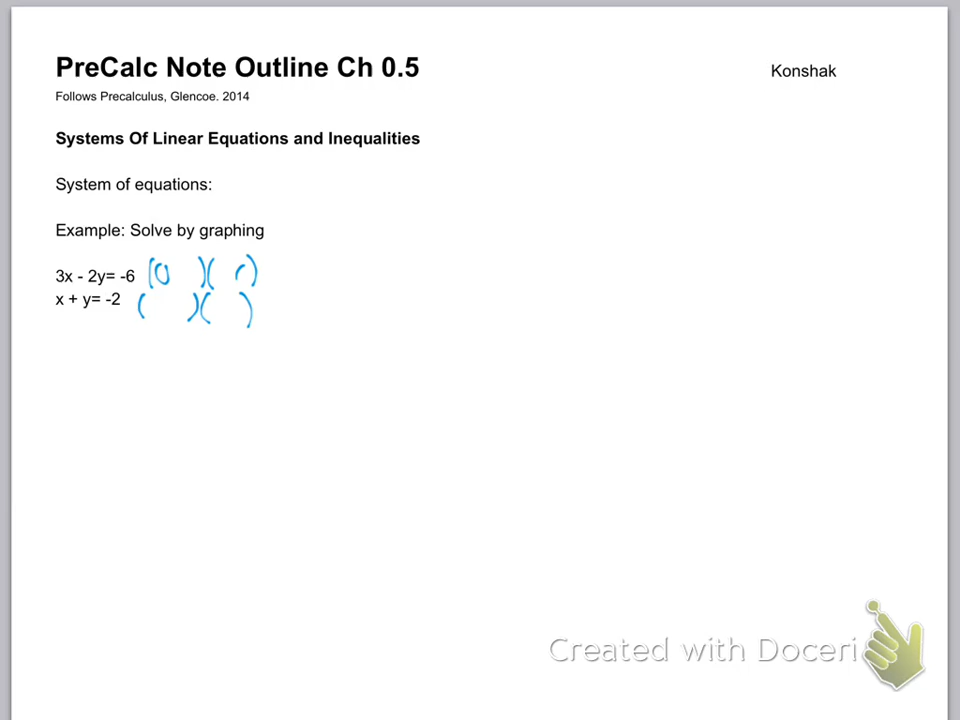 PreCalc Note Outline Ch 0.5
Konshak
Follows Precalculus, Glencoe. 2014
Systems Of Linear Equations and Inequalities
System of equations:
Example: Solve by graphing
3x - 2y= -6 (0 )( )
x + y= -2 ( )( )
Created with Doceri